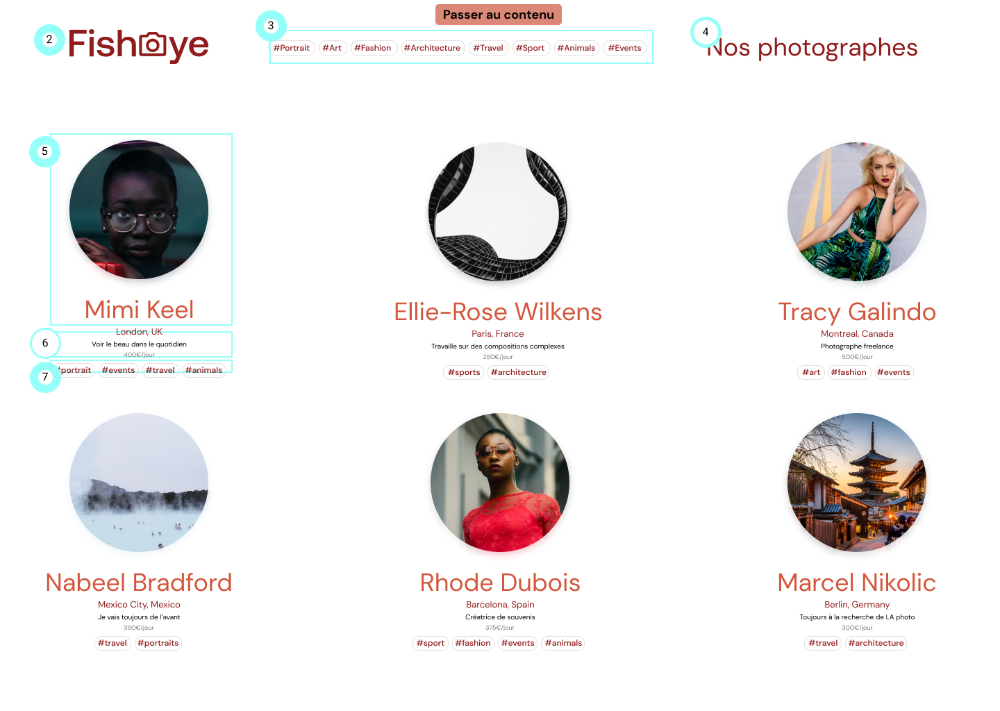 Passer au contenu
2
Fisheye
3
#Portrait #Art #Fashion #Architecture #Travel #Sport #Animals #Events
4
Nos photographes
5
Mimi Keel
London, UK
6
Voir le beau dans le quotidien
400€/jour
7
#portrait #events #travel #animals
Ellie-Rose Wilkens
Paris, France
Travaille sur des compositions complexes
250€/jour
#sports #architecture
Tracy Galindo
Montreal, Canada
Photographe freelance
500€/jour
#art #fashion #events
Nabeel Bradford
Mexico City, Mexico
Je vais toujours de l'avant
350€/jour
#travel #portraits
Rhode Dubois
Barcelona, Spain
Créatrice de souvenis
375€/jour
#sport #fashion #events #animals
Marcel Nikolic
Berlin, Germany
Toujours à la recherche de LA photo
300€/jour
#travel #architecture